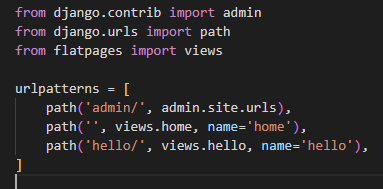 from django.contrib import admin
from django.urls import path
from flatpages import views

urlpatterns = [
    path('admin/', admin.site.urls),
    path('', views.home, name='home'),
    path('hello/', views.hello, name='hello'),
]